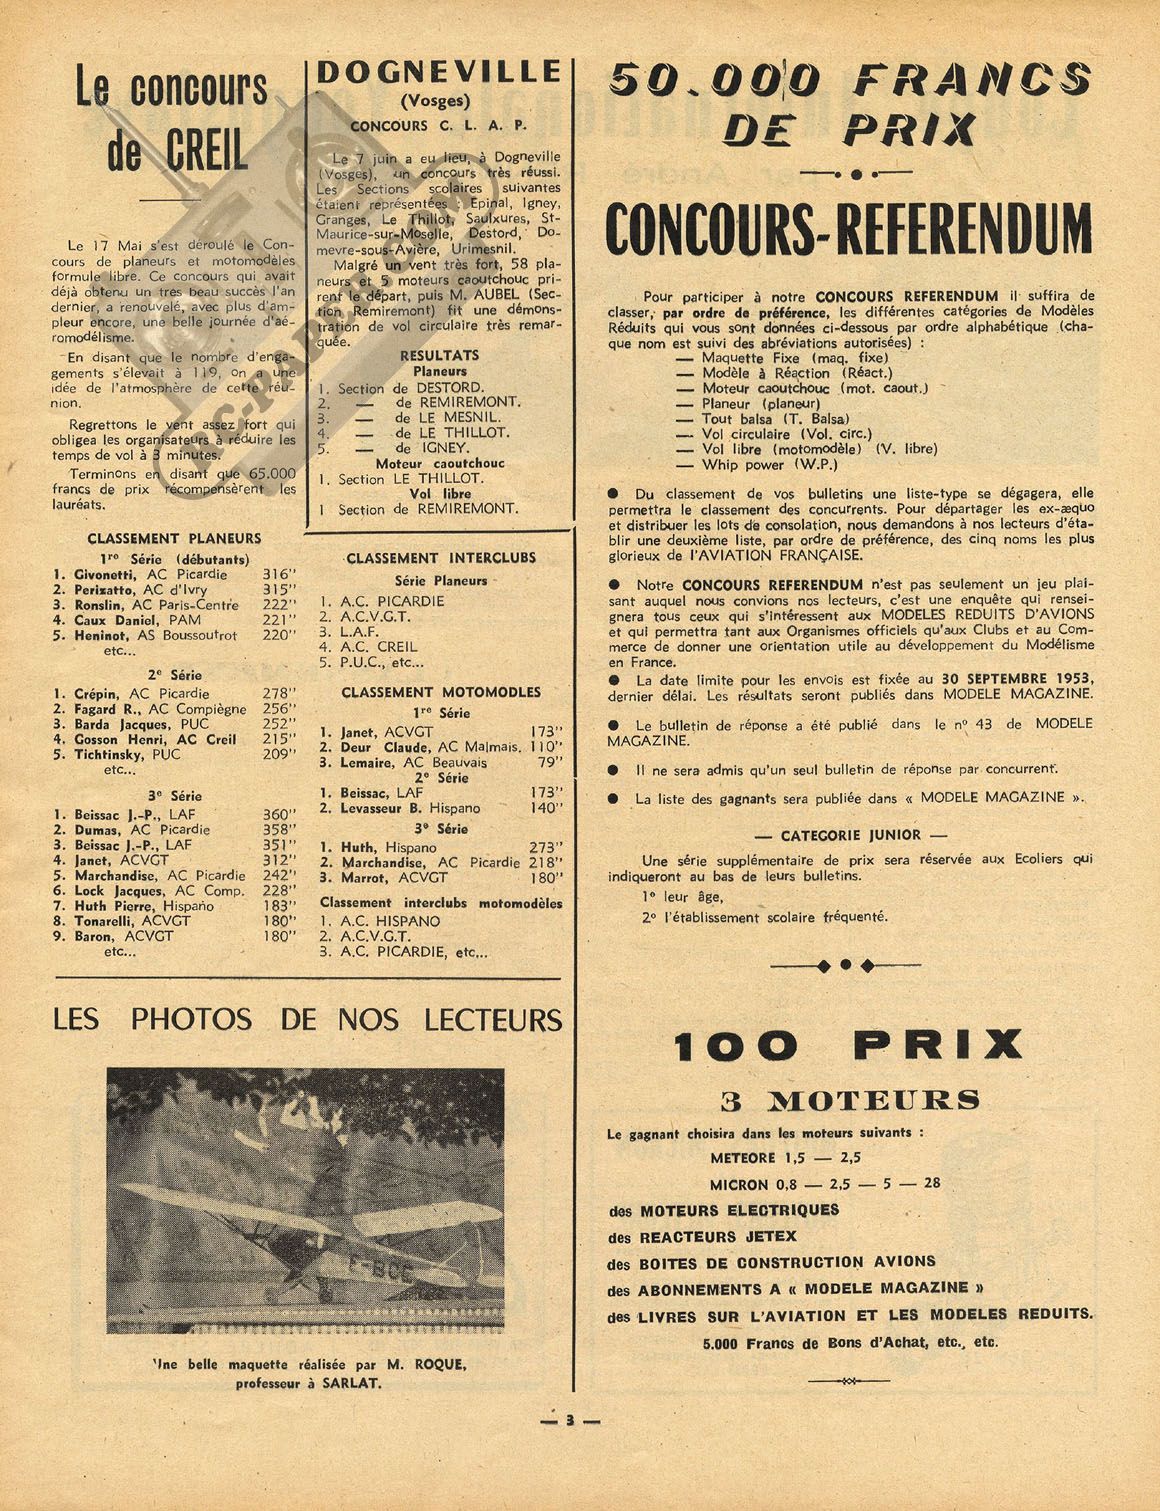 Le concours
de CREIL
Le 17 Mai s'est déroulé le Con-
cours de planeurs et motomodèles
formule libre. Ce concours qui avait
déjà obtenu un très beau succès l'an
dernier, a renouvelé, avec plus d'am-
pleur encore, une belle journée d'aé-
romodélisme.
En disant que le nombre d'enga-
gements s'élevait à 119, on a une
idée de l'atmosphère de cette réu-
nion.
Regrettons le vent assez fort qui
obligea les organisateurs à réduire les
temps de vol à 3 minutes.
Terminons en disant que 65.000
francs de prix récompensèrent les
lauréats.
CLASSEMENT PLANEURS
1re Série (débutants)
1. Givonetti, AC Picardie 316''
2. Perizatto, AC d'Ivry 315''
3. Ronslin, AC Paris-Centre 222''
4. Caux Daniel, PAM 221''
5. Heninot, AS Boussoutrot 220''
etc...
2e Série
1. Crépin, AC Picardie 278''
2. Fagard R., AC Compiègne 256''
3. Barda Jacques, PUC 252''
4. Gosson Henri, AC Creil 215''
5. Tichtinsky, PUC 209''
etc...
3e Série
1. Beissac J.-P., LAF 360''
2. Dumas, AC Picardie 358''
3. Beissac J.-P., LAF 351''
4. Janet, ACVGT 312''
5. Marchandise, AC Picardie 242''
6. Lock Jacques, AC Comp. 228''
7. Huth Pierre, Hispano 183''
8. Tonarelli, ACVGT 180''
9. Baron, ACVGT 180''
etc...
DOGNEVILLE
(Vosges)
CONCOURS C. L. A. P.
Le 7 juin a eu lieu, à Dogneville
(Vosges), un concours très réussi.
Les Sections scolaires suivantes
étaient représentées : Epinal, Igney,
Granges, Le Thillot, Saulxures, St-
Maurice-sur-Moselle, Destord, Do-
mevre-sous-Avière, Urimesnil.
Malgré un vent très fort, 58 pla-
neurs et 5 moteurs caoutchouc pri-
rent le départ, puis M. AUBEL (Sec-
tion Remiremont) fit une démons-
tration de vol circulaire très remar-
quée.
RESULTATS
Planeurs
1. Section de DESTORD.
2. — de REMIREMONT.
3. — de LE MESNIL.
4. — de LE THILLOT.
5. — de IGNEY.
Moteur caoutchouc
1. Section LE THILLOT.
Vol libre
1 Section de REMIREMONT.
CLASSEMENT INTERCLUBS
Série Planeurs
1. A.C. PICARDIE
2. A.C.V.G.T.
3. L.A.F.
4. A.C. CREIL
5. P.U.C., etc...
CLASSEMENT MOTOMODLES
1re Série
1. Janet, ACVGT 173''
2. Deur Claude, AC Malmais. 110''
3. Lemaire, AC Beauvais 79''
2e Série
1. Beissac, LAF 173''
2. Levasseur B. Hispano 140''
3e Série
1. Huth, Hispano 273''
2. Marchandise, AC Picardie 218''
3. Marrot, ACVGT 180''
Classement interclubs motomodèles
1. A.C. HISPANO
2. A.C.V.G.T.
3. A.C. PICARDIE, etc...
LES PHOTOS DE NOS LECTEURS
F-BCE
Une belle maquette réalisée par M. ROQUE,
professeur à SARLAT.
50.000 FRANCS
DE PRIX
CONCOURS-REFERENDUM
Pour participer à notre CONCOURS REFERENDUM il suffira de
classer, par ordre de préférence, les différentes catégories de Modèles
Réduits qui vous sont données ci-dessous par ordre alphabétique (cha-
que nom est suivi des abréviations autorisées) :
— Maquette Fixe (maq. fixe)
— Modèle à Réaction (Réact.)
— Moteur caoutchouc (mot. caout.)
— Planeur (planeur)
— Tout balsa (T. Balsa)
— Vol circulaire (Vol. circ.)
— Vol libre (motomodèle) (V. libre)
— Whip power (W.P.)
● Du classement de vos bulletins une liste-type se dégagera, elle
permettra le classement des concurrents. Pour départager les ex-æquo
et distribuer les lots de consolation, nous demandons à nos lecteurs d'éta-
blir une deuxième liste, par ordre de préférence, des cinq noms les plus
glorieux de l'AVIATION FRANÇAISE.
● Notre CONCOURS REFERENDUM n'est pas seulement un jeu plai-
sant auquel nous convions nos lecteurs, c'est une enquête qui rensei-
gnera tous ceux qui s'intéressent aux MODELES REDUITS D'AVIONS
et qui permettra tant aux Organismes officiels qu'aux Clubs et au Com-
merce de donner une orientation utile au développement du Modélisme
en France.
● La date limite pour les envois est fixée au 30 SEPTEMBRE 1953,
dernier délai. Les résultats seront publiés dans MODELE MAGAZINE.
● Le bulletin de réponse a été publié dans le n° 43 de MODELE
MAGAZINE.
● Il ne sera admis qu'un seul bulletin de réponse par concurrent.
● La liste des gagnants sera publiée dans « MODELE MAGAZINE ».
— CATEGORIE JUNIOR —
Une série supplémentaire de prix sera réservée aux Ecoliers qui
indiqueront au bas de leurs bulletins.
1° leur âge,
2° l'établissement scolaire fréquenté.
100 PRIX
3 MOTEURS
Le gagnant choisira dans les moteurs suivants :
METEORE 1,5 — 2,5
MICRON 0,8 — 2,5 — 5 — 28
des MOTEURS ELECTRIQUES
des REACTEURS JETEX
des BOITES DE CONSTRUCTION AVIONS
des ABONNEMENTS A « MODELE MAGAZINE »
des LIVRES SUR L'AVIATION ET LES MODELES REDUITS.
5.000 Francs de Bons d'Achat, etc., etc.
— 3 —
RC-PAPER.COM